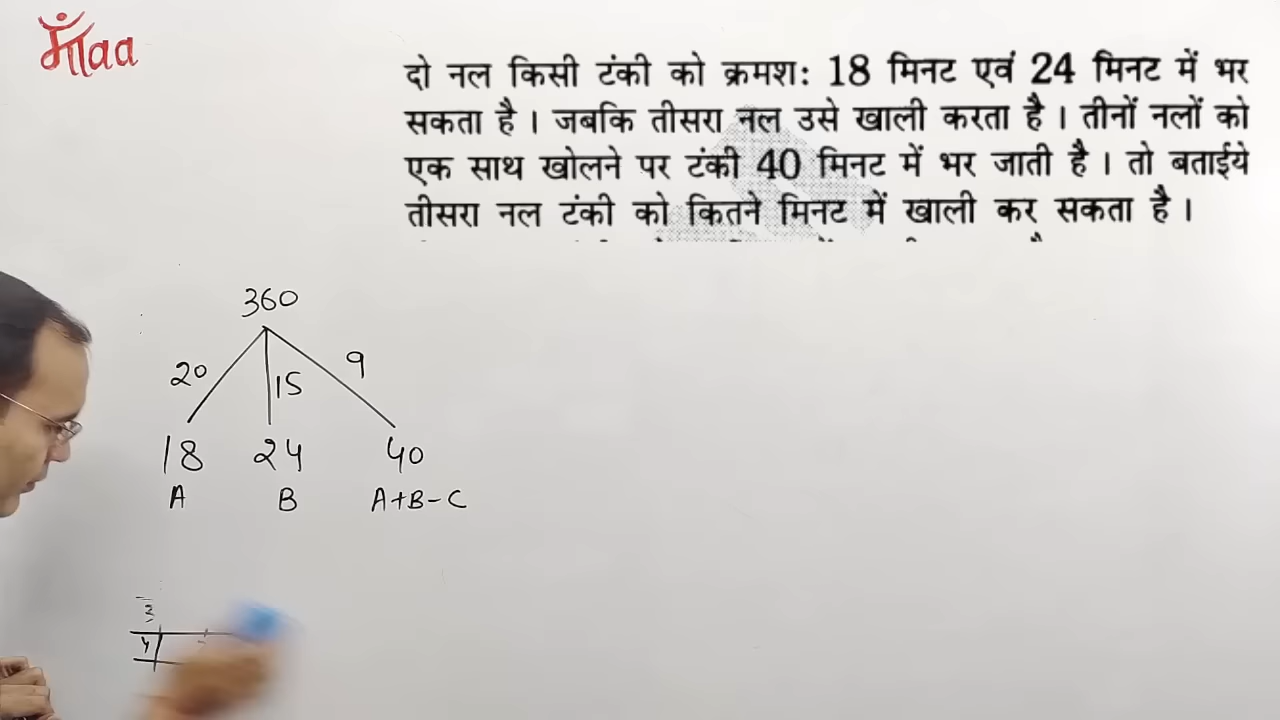 माँaa
दो नल किसी टंकी को क्रमश: 18 मिनट एवं 24 मिनट में भर
सकता है । जबकि तीसरा नल उसे खाली करता है । तीनों नलों को
एक साथ खोलने पर टंकी 40 मिनट में भर जाती है । तो बताईये
तीसरा नल टंकी को कितने मिनट में खाली कर सकता है ।
360
20 15 9
18 24 40
A B A+B-C